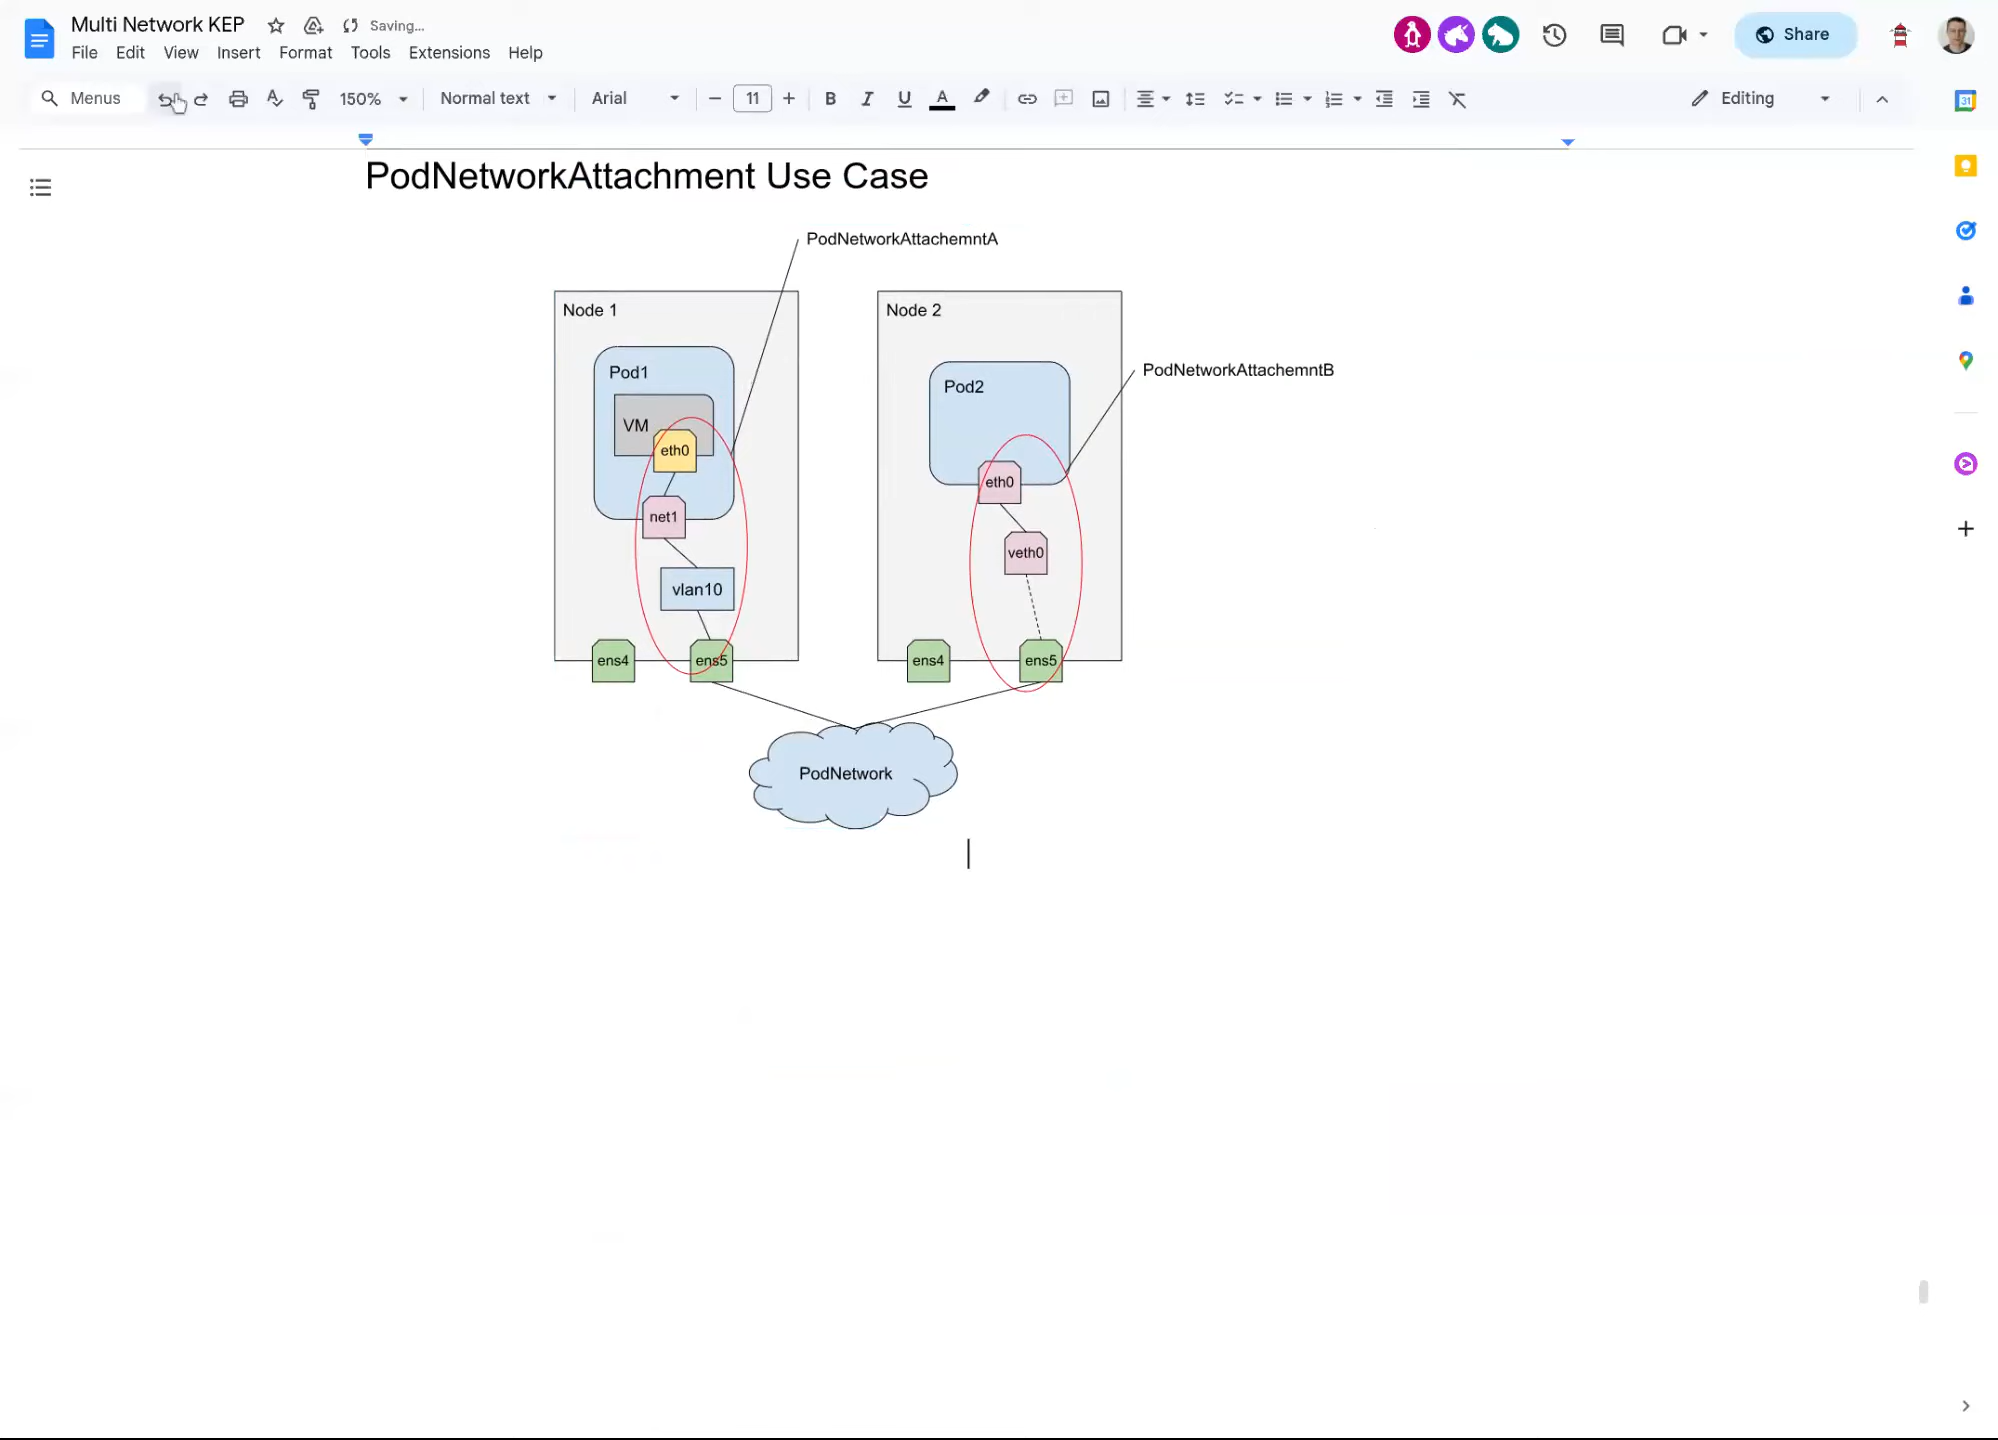 Multi Network KEP Saving...
File Edit View Insert Format Tools Extensions Help
Share
Menus 150% Normal text Arial 11 Editing
31
PodNetworkAttachment Use Case
PodNetworkAttachemntA
Node 1
Node 2
Pod1
PodNetworkAttachemntB
Pod2
VM
eth0
eth0
net1
veth0
vlan10
ens4
ens5
ens4
ens5
PodNetwork